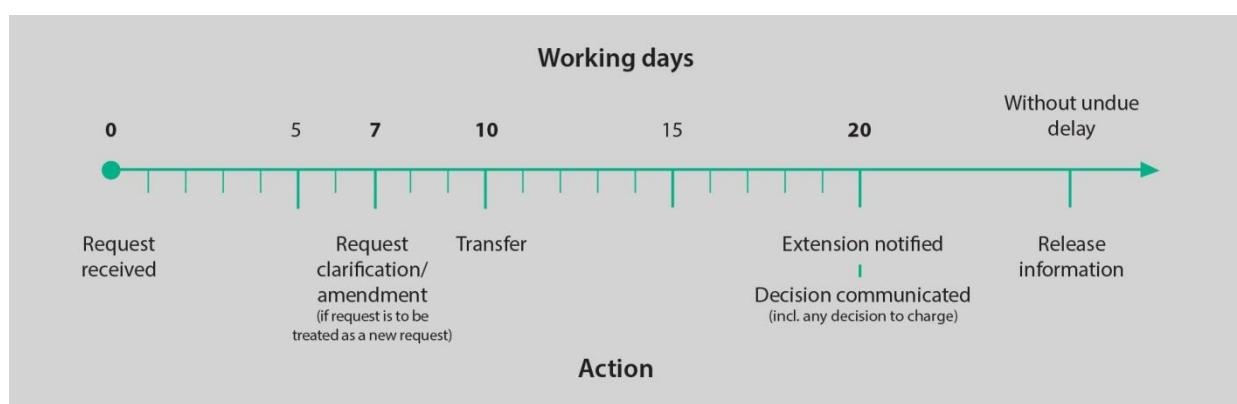 Working days
Without undue
delay
0 5 7 10 15 20
Request
received
Request
clarification/
amendment
(if request is to be
treated as a new request)
Transfer
Extension notified
Decision communicated
(incl. any decision to charge)
Release
information
Action